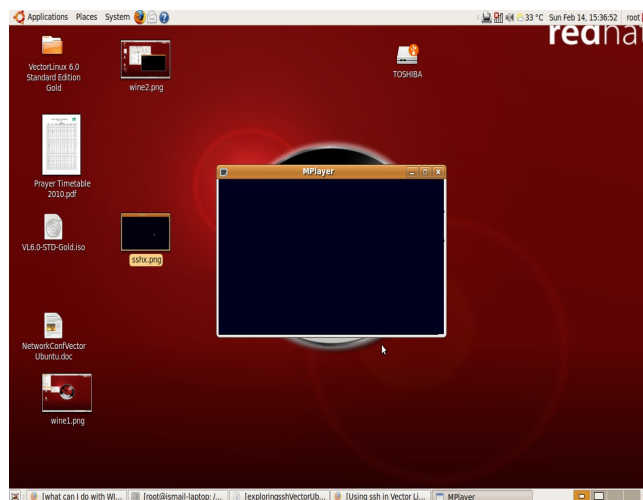 Applications Places System
33 °C Sun Feb 14, 15:36:52 root
rednat
VectorLinux 6.0
Standard Edition
Gold
wine2.png
TOSHIBA
Prayer Timetable
2010.pdf
MPlayer
VL6.0-STD-Gold.iso
sshx.png
NetworkConfVector
Ubuntu.doc
wine1.png
[what can I do with WI...
[root@ismail-laptop: /...
[exploringsshVectorUb...
[Using ssh in Vector Li...
MPlayer